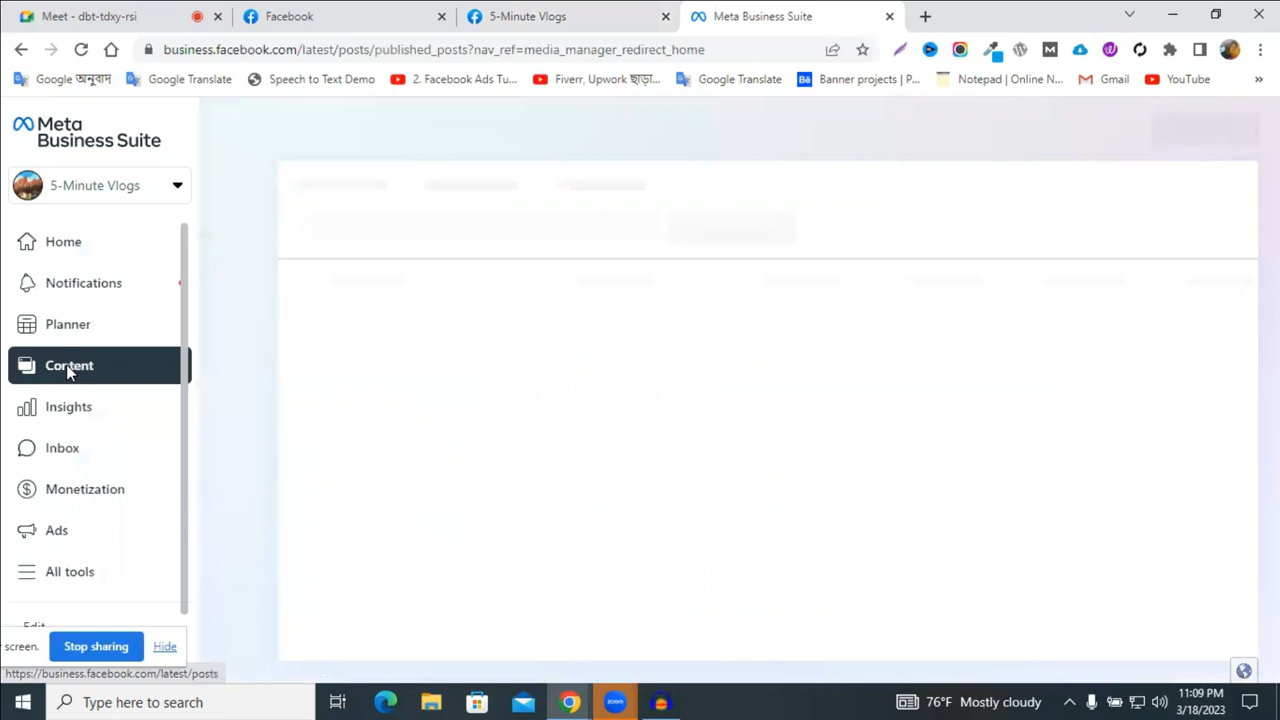 Meet - dbt-tdxy-rsi
Facebook
5-Minute Vlogs
Meta Business Suite
business.facebook.com/latest/posts/published_posts?nav_ref=media_manager_redirect_home
Google অনুবাদ
Google Translate
Speech to Text Demo
2. Facebook Ads Tu...
Fiverr, Upwork ছাড়া...
Google Translate
Banner projects | P...
Notepad | Online N...
Gmail
YouTube
Meta
Business Suite
5-Minute Vlogs
Home
Notifications
Planner
Content
Insights
Inbox
Monetization
Ads
All tools
Edit
screen.
Stop sharing
Hide
https://business.facebook.com/latest/posts
Type here to search
76°F Mostly cloudy
11:09 PM
3/18/2023